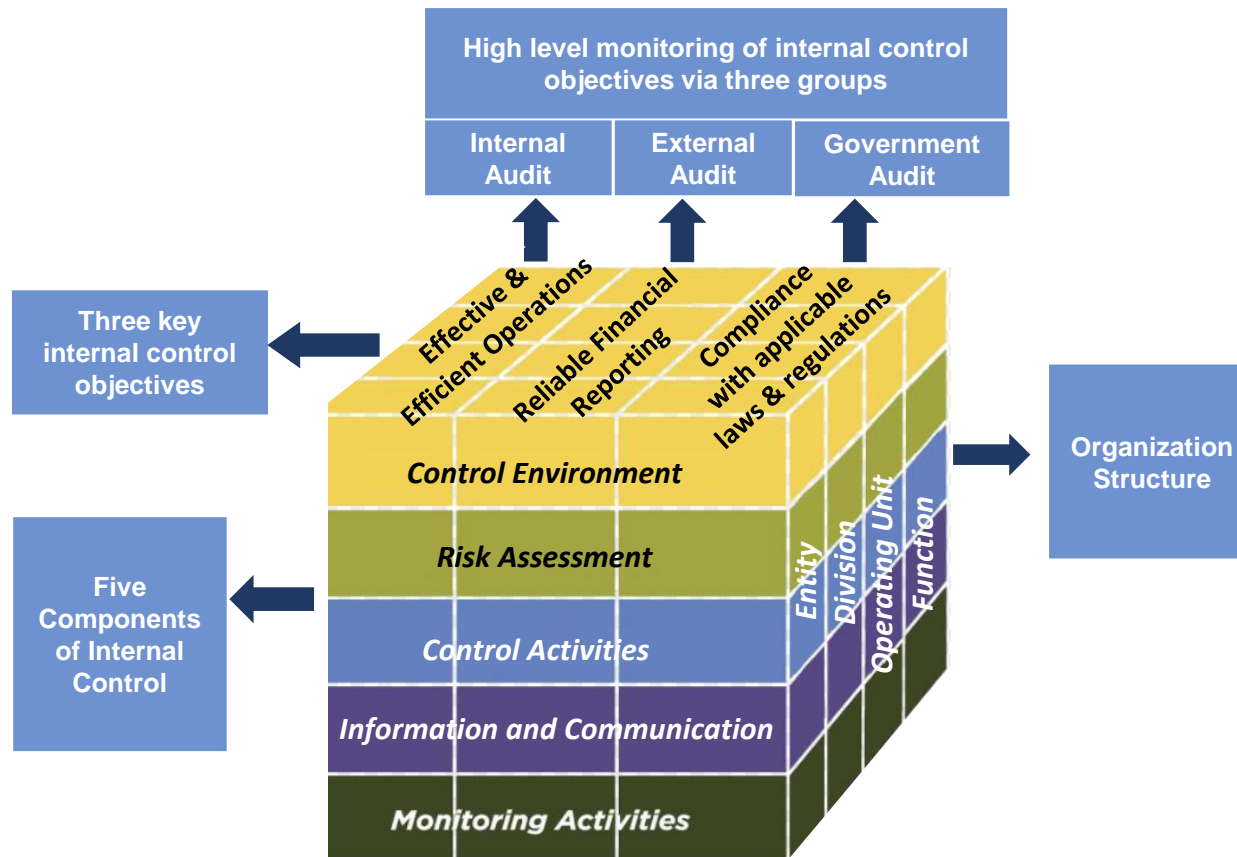 High level monitoring of internal control
objectives via three groups
Internal
Audit
External
Audit
Government
Audit
Three key
internal control
objectives
Effective &
Efficient Operations
Reliable Financial
Reporting
Compliance
with applicable
laws & regulations
Organization
Structure
Five
Components
of Internal
Control
Control Environment
Risk Assessment
Control Activities
Information and Communication
Monitoring Activities
Entity
Division
Operating Unit
Function